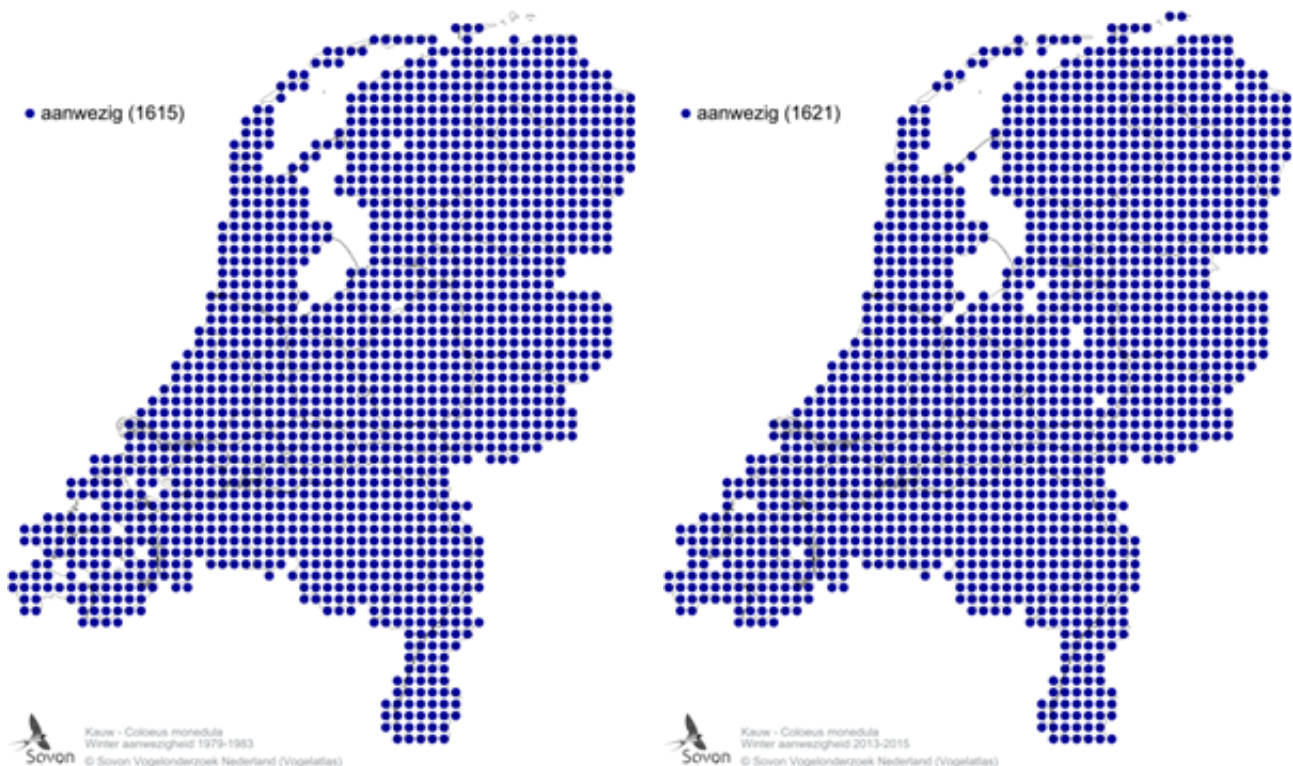 aanwezig (1615)
Kauw - Coloeus monedula
Winter aanwezigheid 1979-1983
© Sovon Vogelonderzoek Nederland (Vogelatlas)
Sovon
aanwezig (1621)
Kauw - Coloeus monedula
Winter aanwezigheid 2013-2015
© Sovon Vogelonderzoek Nederland (Vogelatlas)
Sovon